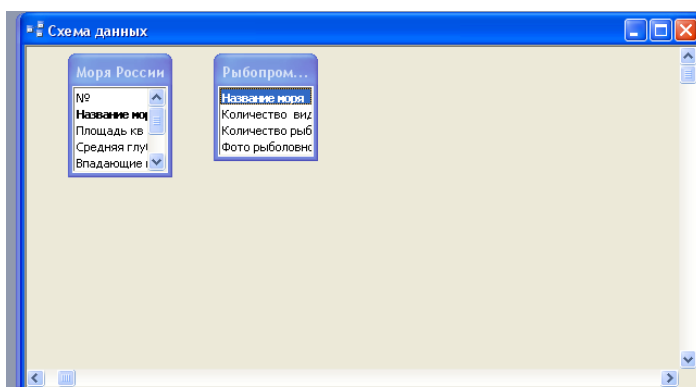 Схема данных
Моря России
№
Название мор
Площадь кв
Средняя глу
Впадающие
Рыбопром...
Название моря
Количество вид
Количество рыб
Фото рыболовно